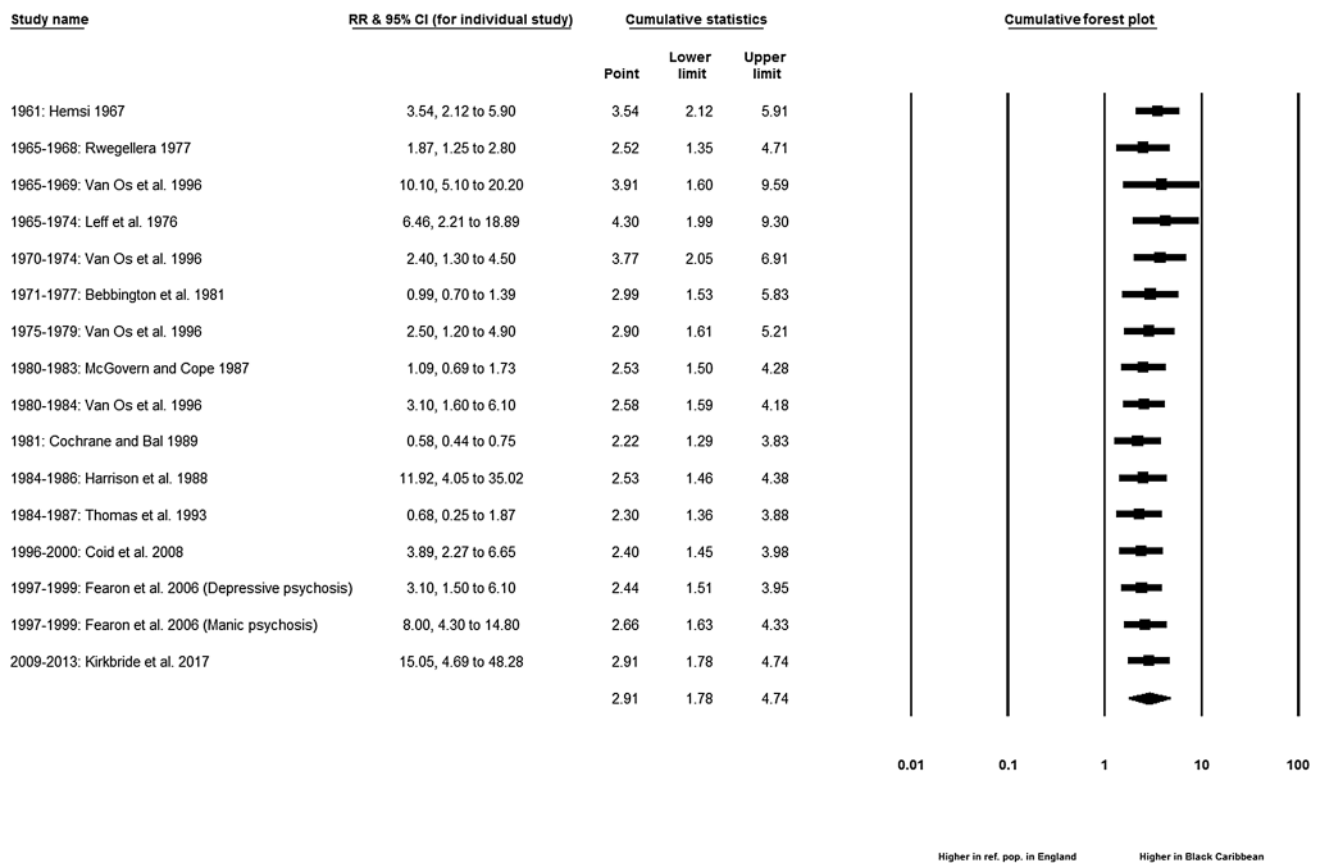 Study name RR & 95% CI (for individual study) Cumulative statistics Cumulative forest plot
Lower Upper
Point limit limit
1961: Hemsi 1967 3.54, 2.12 to 5.90 3.54 2.12 5.91
1965-1968: Rwegellera 1977 1.87, 1.25 to 2.80 2.52 1.35 4.71
1965-1969: Van Os et al. 1996 10.10, 5.10 to 20.20 3.91 1.60 9.59
1965-1974: Leff et al. 1976 6.46, 2.21 to 18.89 4.30 1.99 9.30
1970-1974: Van Os et al. 1996 2.40, 1.30 to 4.50 3.77 2.05 6.91
1971-1977: Bebbington et al. 1981 0.99, 0.70 to 1.39 2.99 1.53 5.83
1975-1979: Van Os et al. 1996 2.50, 1.20 to 4.90 2.90 1.61 5.21
1980-1983: McGovern and Cope 1987 1.09, 0.69 to 1.73 2.53 1.50 4.28
1980-1984: Van Os et al. 1996 3.10, 1.60 to 6.10 2.58 1.59 4.18
1981: Cochrane and Bal 1989 0.58, 0.44 to 0.75 2.22 1.29 3.83
1984-1986: Harrison et al. 1988 11.92, 4.05 to 35.02 2.53 1.46 4.38
1984-1987: Thomas et al. 1993 0.68, 0.25 to 1.87 2.30 1.36 3.88
1996-2000: Coid et al. 2008 3.89, 2.27 to 6.65 2.40 1.45 3.98
1997-1999: Fearon et al. 2006 (Depressive psychosis) 3.10, 1.50 to 6.10 2.44 1.51 3.95
1997-1999: Fearon et al. 2006 (Manic psychosis) 8.00, 4.30 to 14.80 2.66 1.63 4.33
2009-2013: Kirkbride et al. 2017 15.05, 4.69 to 48.28 2.91 1.78 4.74
2.91 1.78 4.74
0.01 0.1 1 10 100
Higher in ref. pop. in England Higher in Black Caribbean